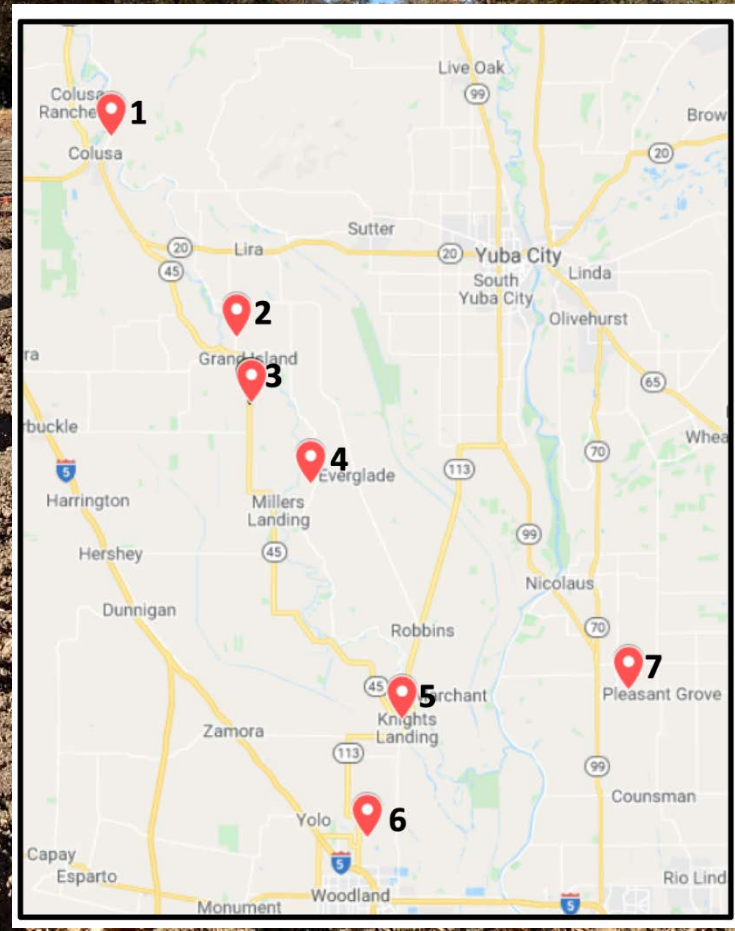 Live Oak
99
Colusa
Ranche
1
Brow
20
Colusa
Sutter
20
Lira
20
Yuba City
45
South
Yuba City
Linda
2
Olivehurst
ra
Grand Island
3
65
rbuckle
Whea
70
4
113
5
Everglade
Harrington
Millers
Landing
99
Hershey
45
Nicolaus
Dunnigan
Robbins
70
7
45
5
archant
Pleasant Grove
Knights
Landing
Zamora
113
99
Counsman
6
Yolo
Capay
5
Esparto
Rio Lind
Woodland
5
Monument